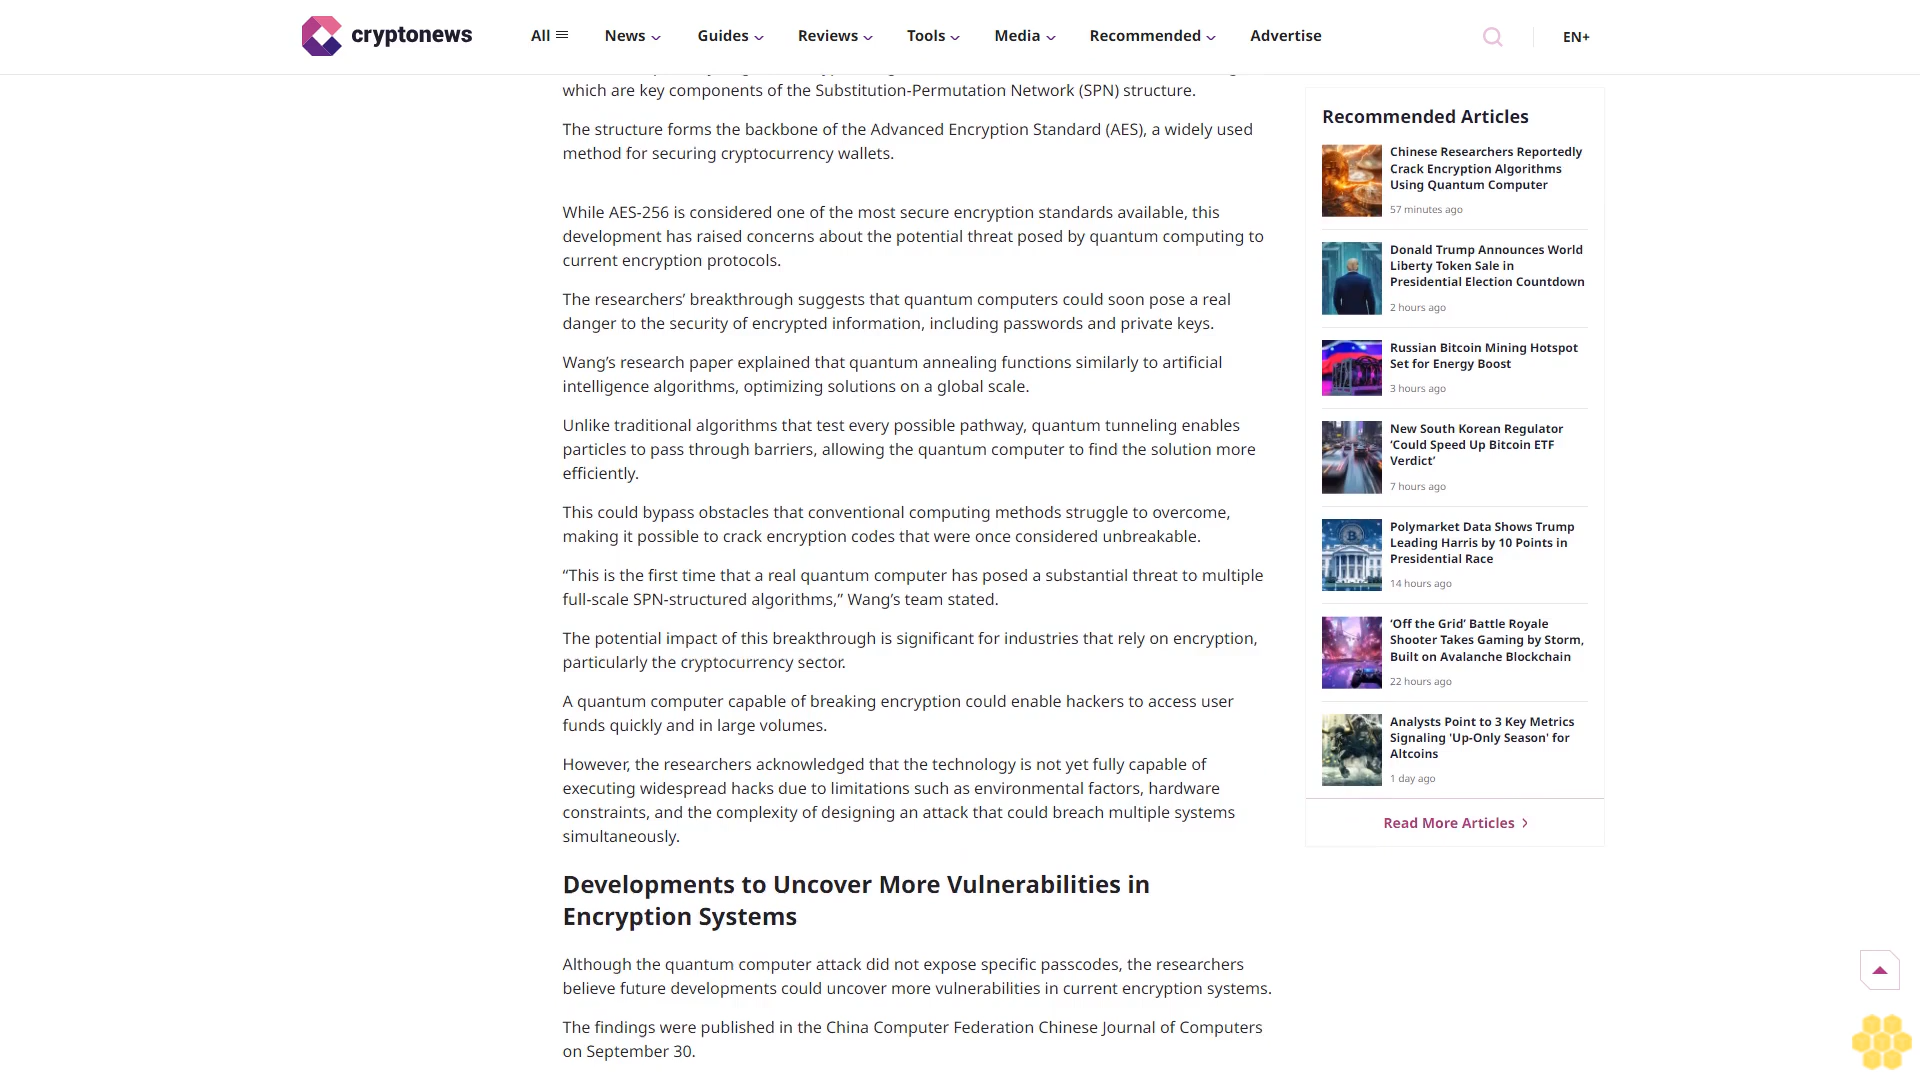 cryptonews
All
News
Guides
Reviews
Tools
Media
Recommended
Advertise
EN+
which are key components of the Substitution-Permutation Network (SPN) structure.
The structure forms the backbone of the Advanced Encryption Standard (AES), a widely used
method for securing cryptocurrency wallets.
While AES-256 is considered one of the most secure encryption standards available, this
development has raised concerns about the potential threat posed by quantum computing to
current encryption protocols.
The researchers’ breakthrough suggests that quantum computers could soon pose a real
danger to the security of encrypted information, including passwords and private keys.
Wang’s research paper explained that quantum annealing functions similarly to artificial
intelligence algorithms, optimizing solutions on a global scale.
Unlike traditional algorithms that test every possible pathway, quantum tunneling enables
particles to pass through barriers, allowing the quantum computer to find the solution more
efficiently.
This could bypass obstacles that conventional computing methods struggle to overcome,
making it possible to crack encryption codes that were once considered unbreakable.
“This is the first time that a real quantum computer has posed a substantial threat to multiple
full-scale SPN-structured algorithms,” Wang’s team stated.
The potential impact of this breakthrough is significant for industries that rely on encryption,
particularly the cryptocurrency sector.
A quantum computer capable of breaking encryption could enable hackers to access user
funds quickly and in large volumes.
However, the researchers acknowledged that the technology is not yet fully capable of
executing widespread hacks due to limitations such as environmental factors, hardware
constraints, and the complexity of designing an attack that could breach multiple systems
simultaneously.
Developments to Uncover More Vulnerabilities in
Encryption Systems
Although the quantum computer attack did not expose specific passcodes, the researchers
believe future developments could uncover more vulnerabilities in current encryption systems.
The findings were published in the China Computer Federation Chinese Journal of Computers
on September 30.
Recommended Articles
Chinese Researchers Reportedly
Crack Encryption Algorithms
Using Quantum Computer
57 minutes ago
Donald Trump Announces World
Liberty Token Sale in
Presidential Election Countdown
2 hours ago
Russian Bitcoin Mining Hotspot
Set for Energy Boost
3 hours ago
New South Korean Regulator
‘Could Speed Up Bitcoin ETF
Verdict’
7 hours ago
Polymarket Data Shows Trump
Leading Harris by 10 Points in
Presidential Race
14 hours ago
‘Off the Grid’ Battle Royale
Shooter Takes Gaming by Storm,
Built on Avalanche Blockchain
22 hours ago
Analysts Point to 3 Key Metrics
Signaling 'Up-Only Season' for
Altcoins
1 day ago
Read More Articles